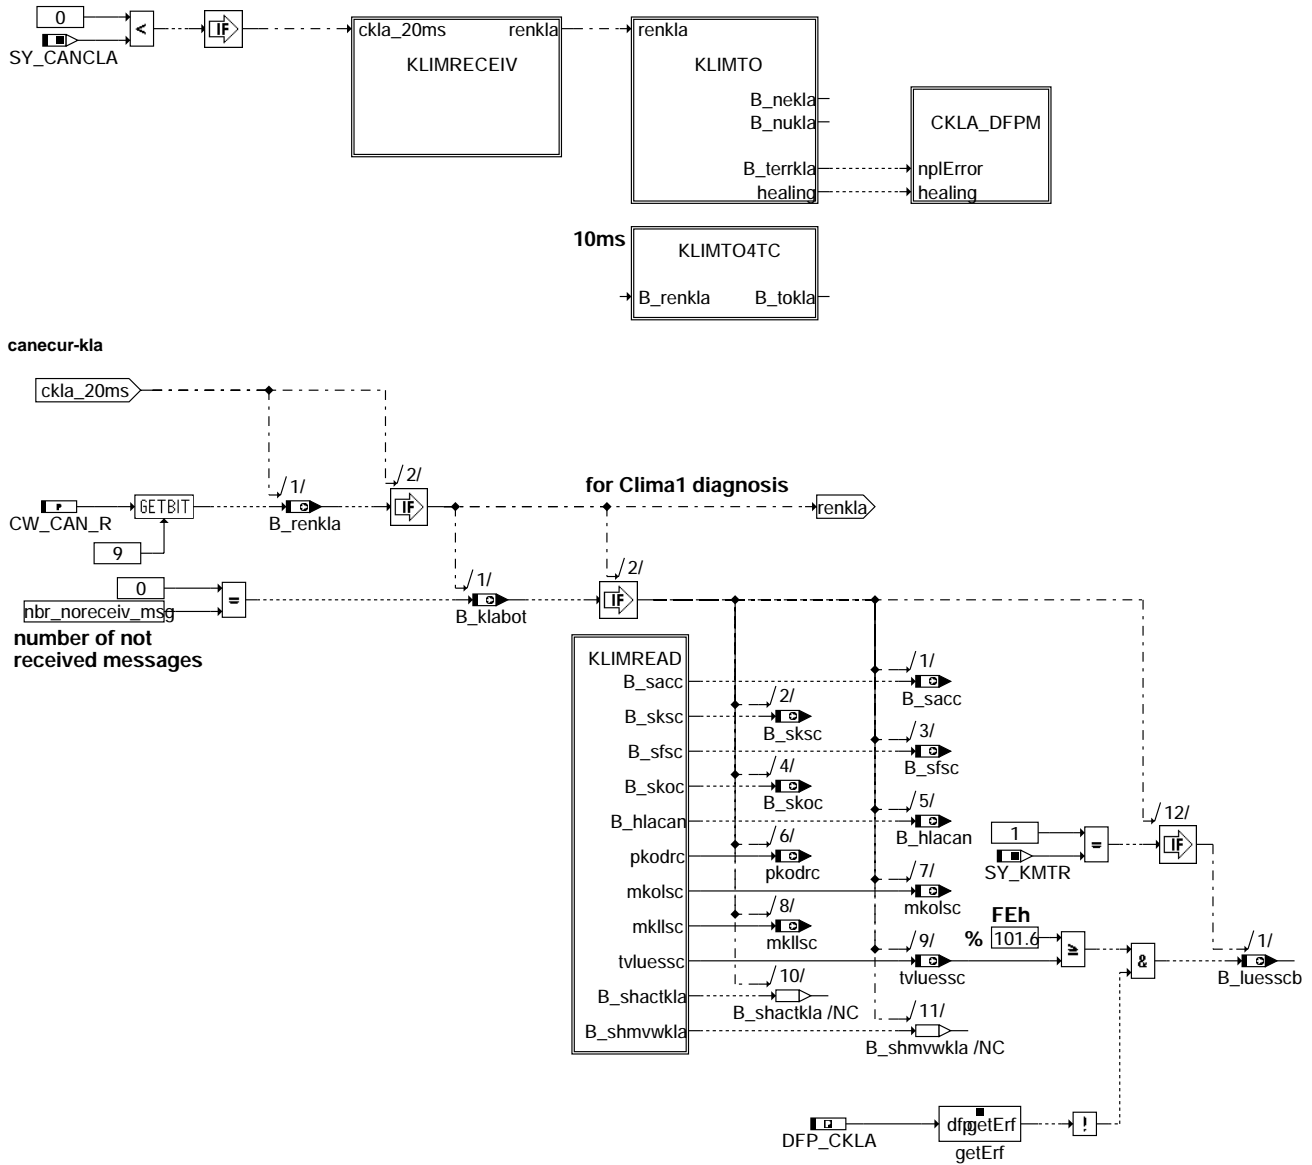 0
<
IF
SY_CANCLA
ckla_20ms renkla
KLIMRECEIV
renkla
KLIMTO
B_nekla
B_nukla
B_terrkla
healing
CKLA_DFPM
nplError
healing
10ms
KLIMTO4TC
B_renkla B_tokla
canecur-kla
ckla_20ms
/1/
/2/
for Clima1 diagnosis
CW_CAN_R
GETBIT
B_renkla
IF
renkla
9
0
nbr_noreceiv_msg
=
/1/
B_klabot
/2/
IF
number of not
received messages
KLIMREAD
B_sacc
/1/
B_sacc
B_sksc
/2/
B_sksc
B_sfsc
/3/
B_sfsc
B_skoc
/4/
B_skoc
B_hlacan
/5/
B_hlacan
pkodrc
/6/
pkodrc
mkolsc
/7/
mkolsc
mkllsc
/8/
mkllsc
tvluessc
/9/
tvluessc
B_shactkla
/10/
B_shactkla /NC
B_shmvwkla
/11/
B_shmvwkla /NC
/12/
1
=
IF
SY_KMTR
FEh
% 101.6
&
/1/
B_luesscb
DFP_CKLA
dfpgetErf
getErf
!